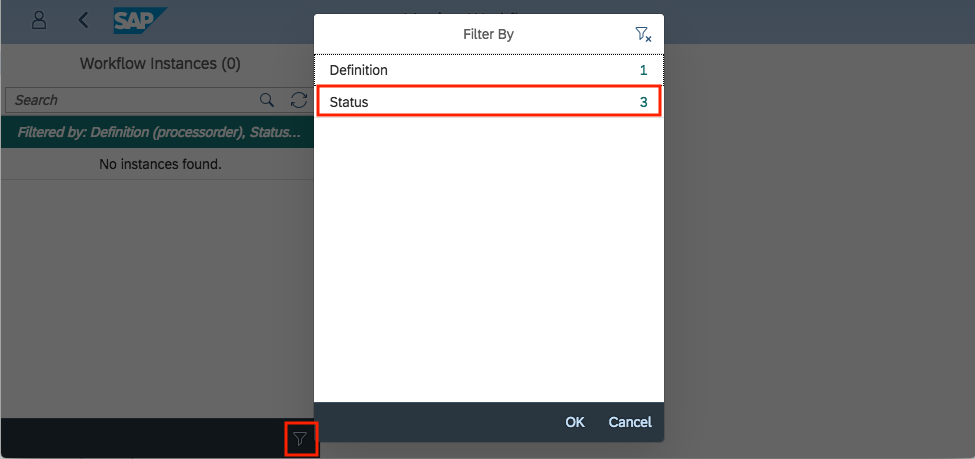 SAP
Workflow Instances (0)
Search
Filtered by: Definition (processorder), Status...
No instances found.
Filter By
Definition 1
Status 3
OK Cancel